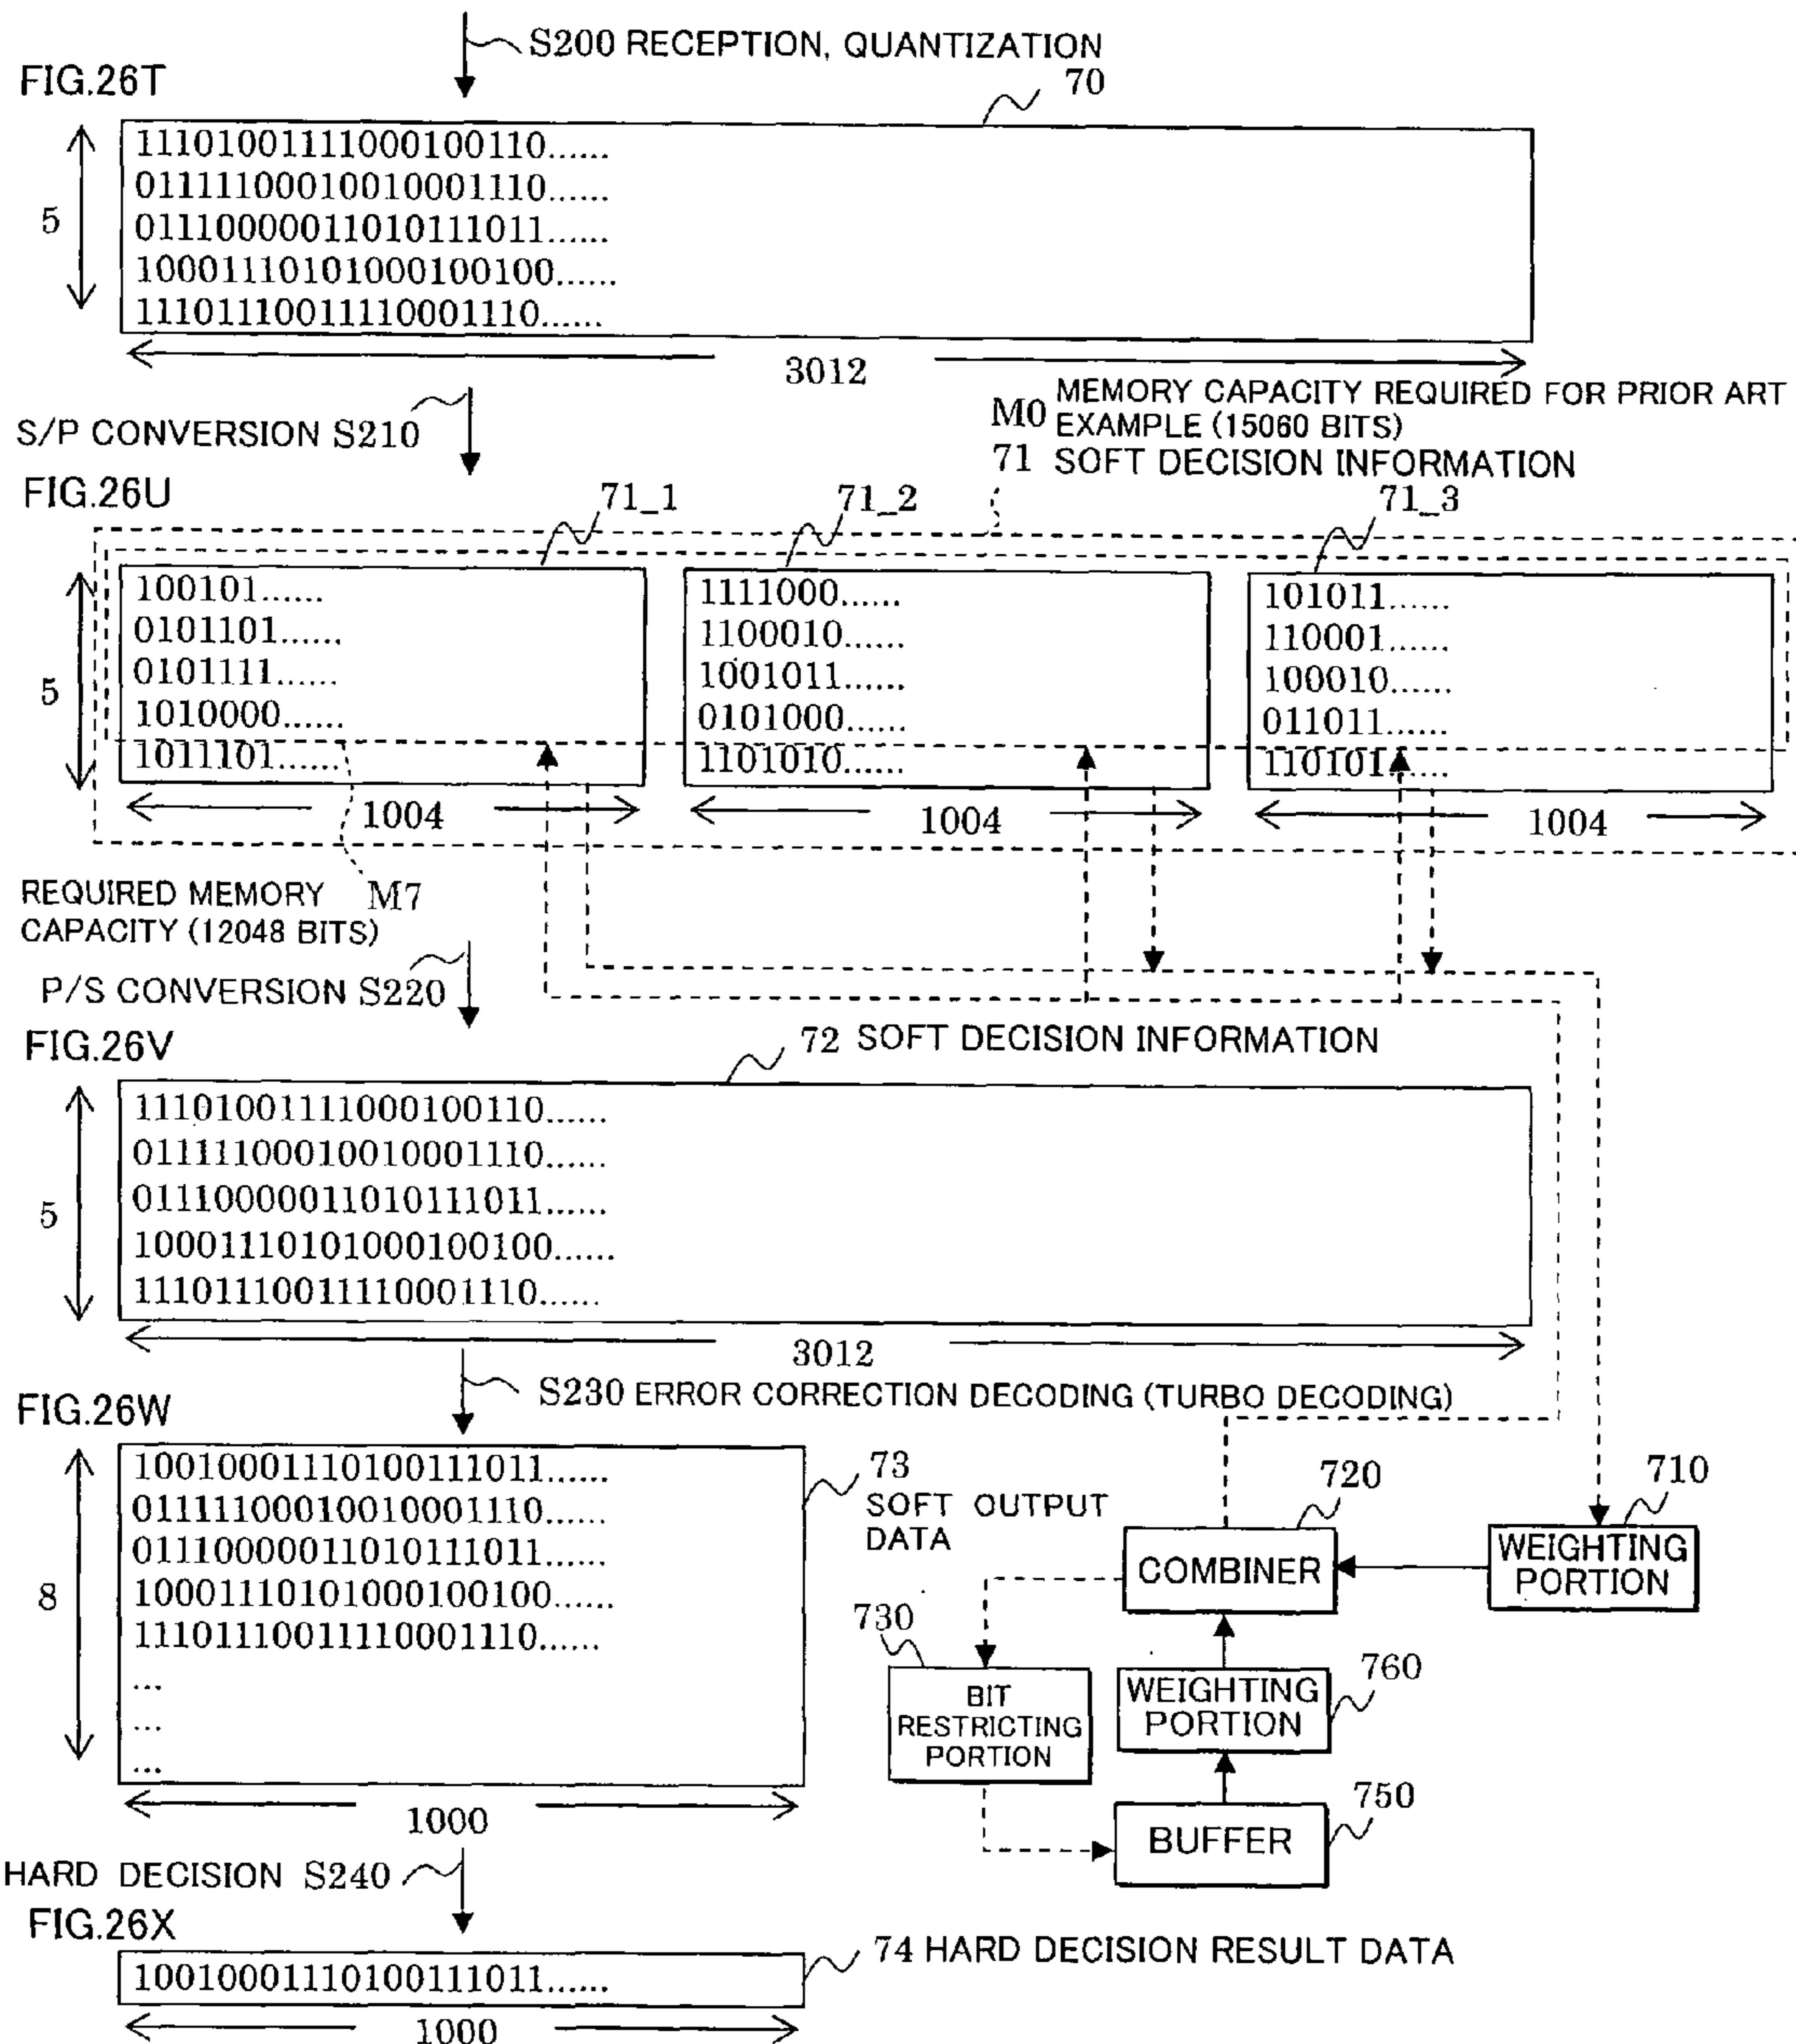 S200 RECEPTION, QUANTIZATION
FIG.26T
70
11101001111000100110......
01111100010010001110......
01110000011010111011......
10001110101000100100......
11101110011110001110......
5
3012
S/P CONVERSION S210
M0 MEMORY CAPACITY REQUIRED FOR PRIOR ART
EXAMPLE (15060 BITS)
71 SOFT DECISION INFORMATION
FIG.26U
71_1
71_2
71_3
5
100101......
0101101......
0101111......
1010000......
1011101......
1111000......
1100010......
1001011......
0101000......
1101010......
101011......
110001......
100010......
011011......
110101......
1004
1004
1004
REQUIRED MEMORY M7
CAPACITY (12048 BITS)
P/S CONVERSION S220
FIG.26V
72 SOFT DECISION INFORMATION
11101001111000100110......
01111100010010001110......
01110000011010111011......
10001110101000100100......
11101110011110001110......
5
3012
S230 ERROR CORRECTION DECODING (TURBO DECODING)
FIG.26W
10010001110100111011......
01111100010010001110......
01110000011010111011......
10001110101000100100......
11101110011110001110......
...
...
...
8
1000
73
SOFT OUTPUT
DATA
720
COMBINER
710
WEIGHTING
PORTION
730
BIT
RESTRICTING
PORTION
760
WEIGHTING
PORTION
750
BUFFER
HARD DECISION S240
FIG.26X
10010001110100111011......
74 HARD DECISION RESULT DATA
1000